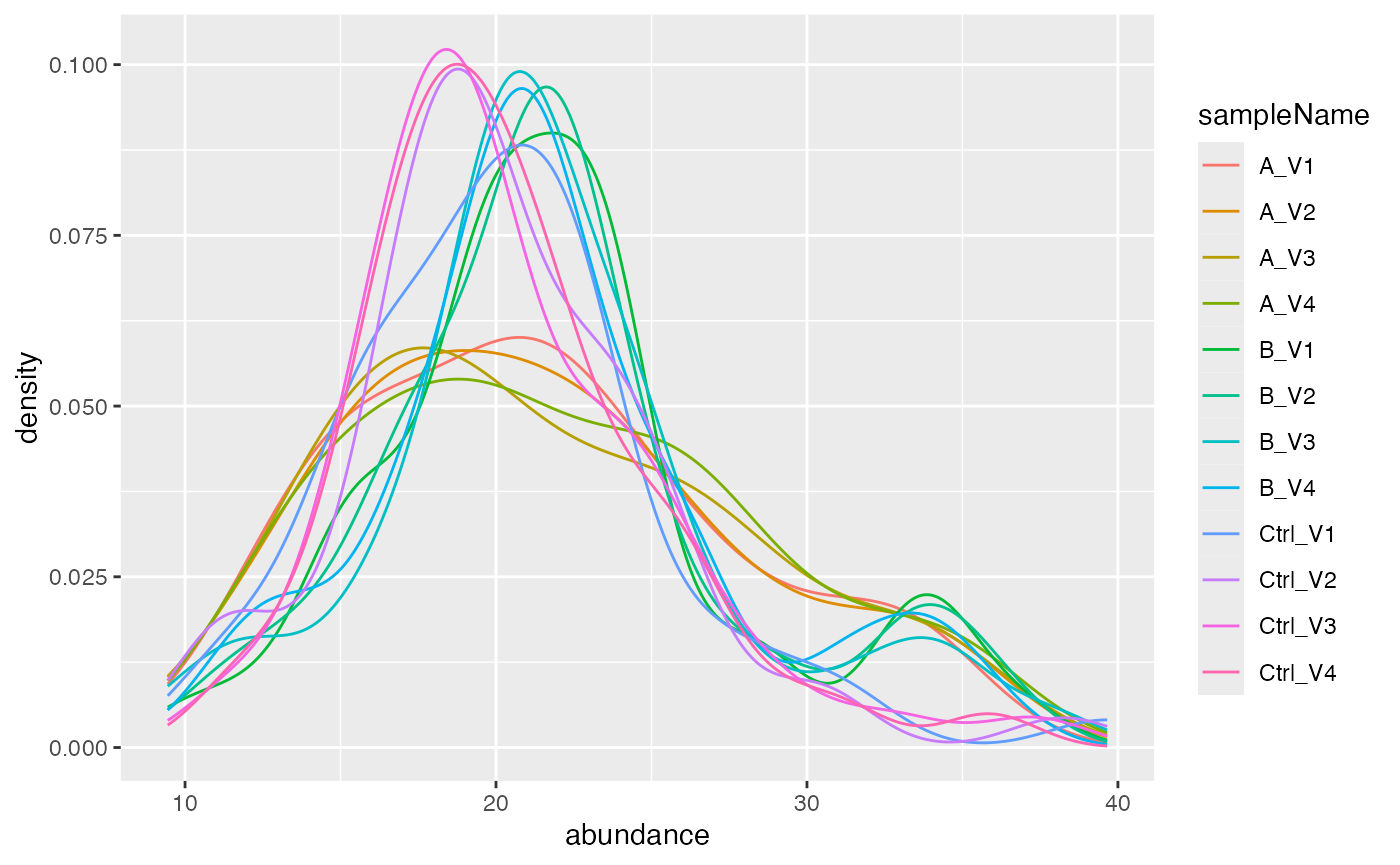 0.100
0.075
0.050
0.025
0.000
density
10 20 30 40
abundance
sampleName
A_V1
A_V2
A_V3
A_V4
B_V1
B_V2
B_V3
B_V4
Ctrl_V1
Ctrl_V2
Ctrl_V3
Ctrl_V4